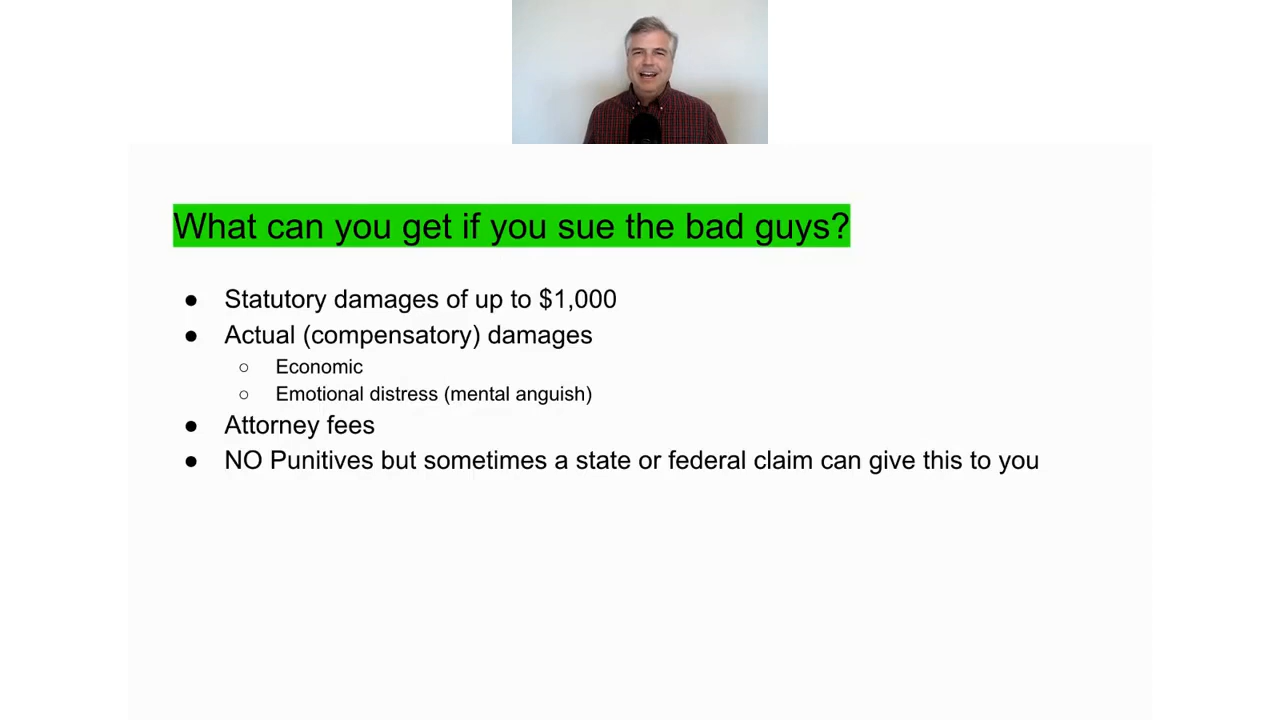 What can you get if you sue the bad guys?
● Statutory damages of up to $1,000
● Actual (compensatory) damages
○ Economic
○ Emotional distress (mental anguish)
● Attorney fees
● NO Punitives but sometimes a state or federal claim can give this to you